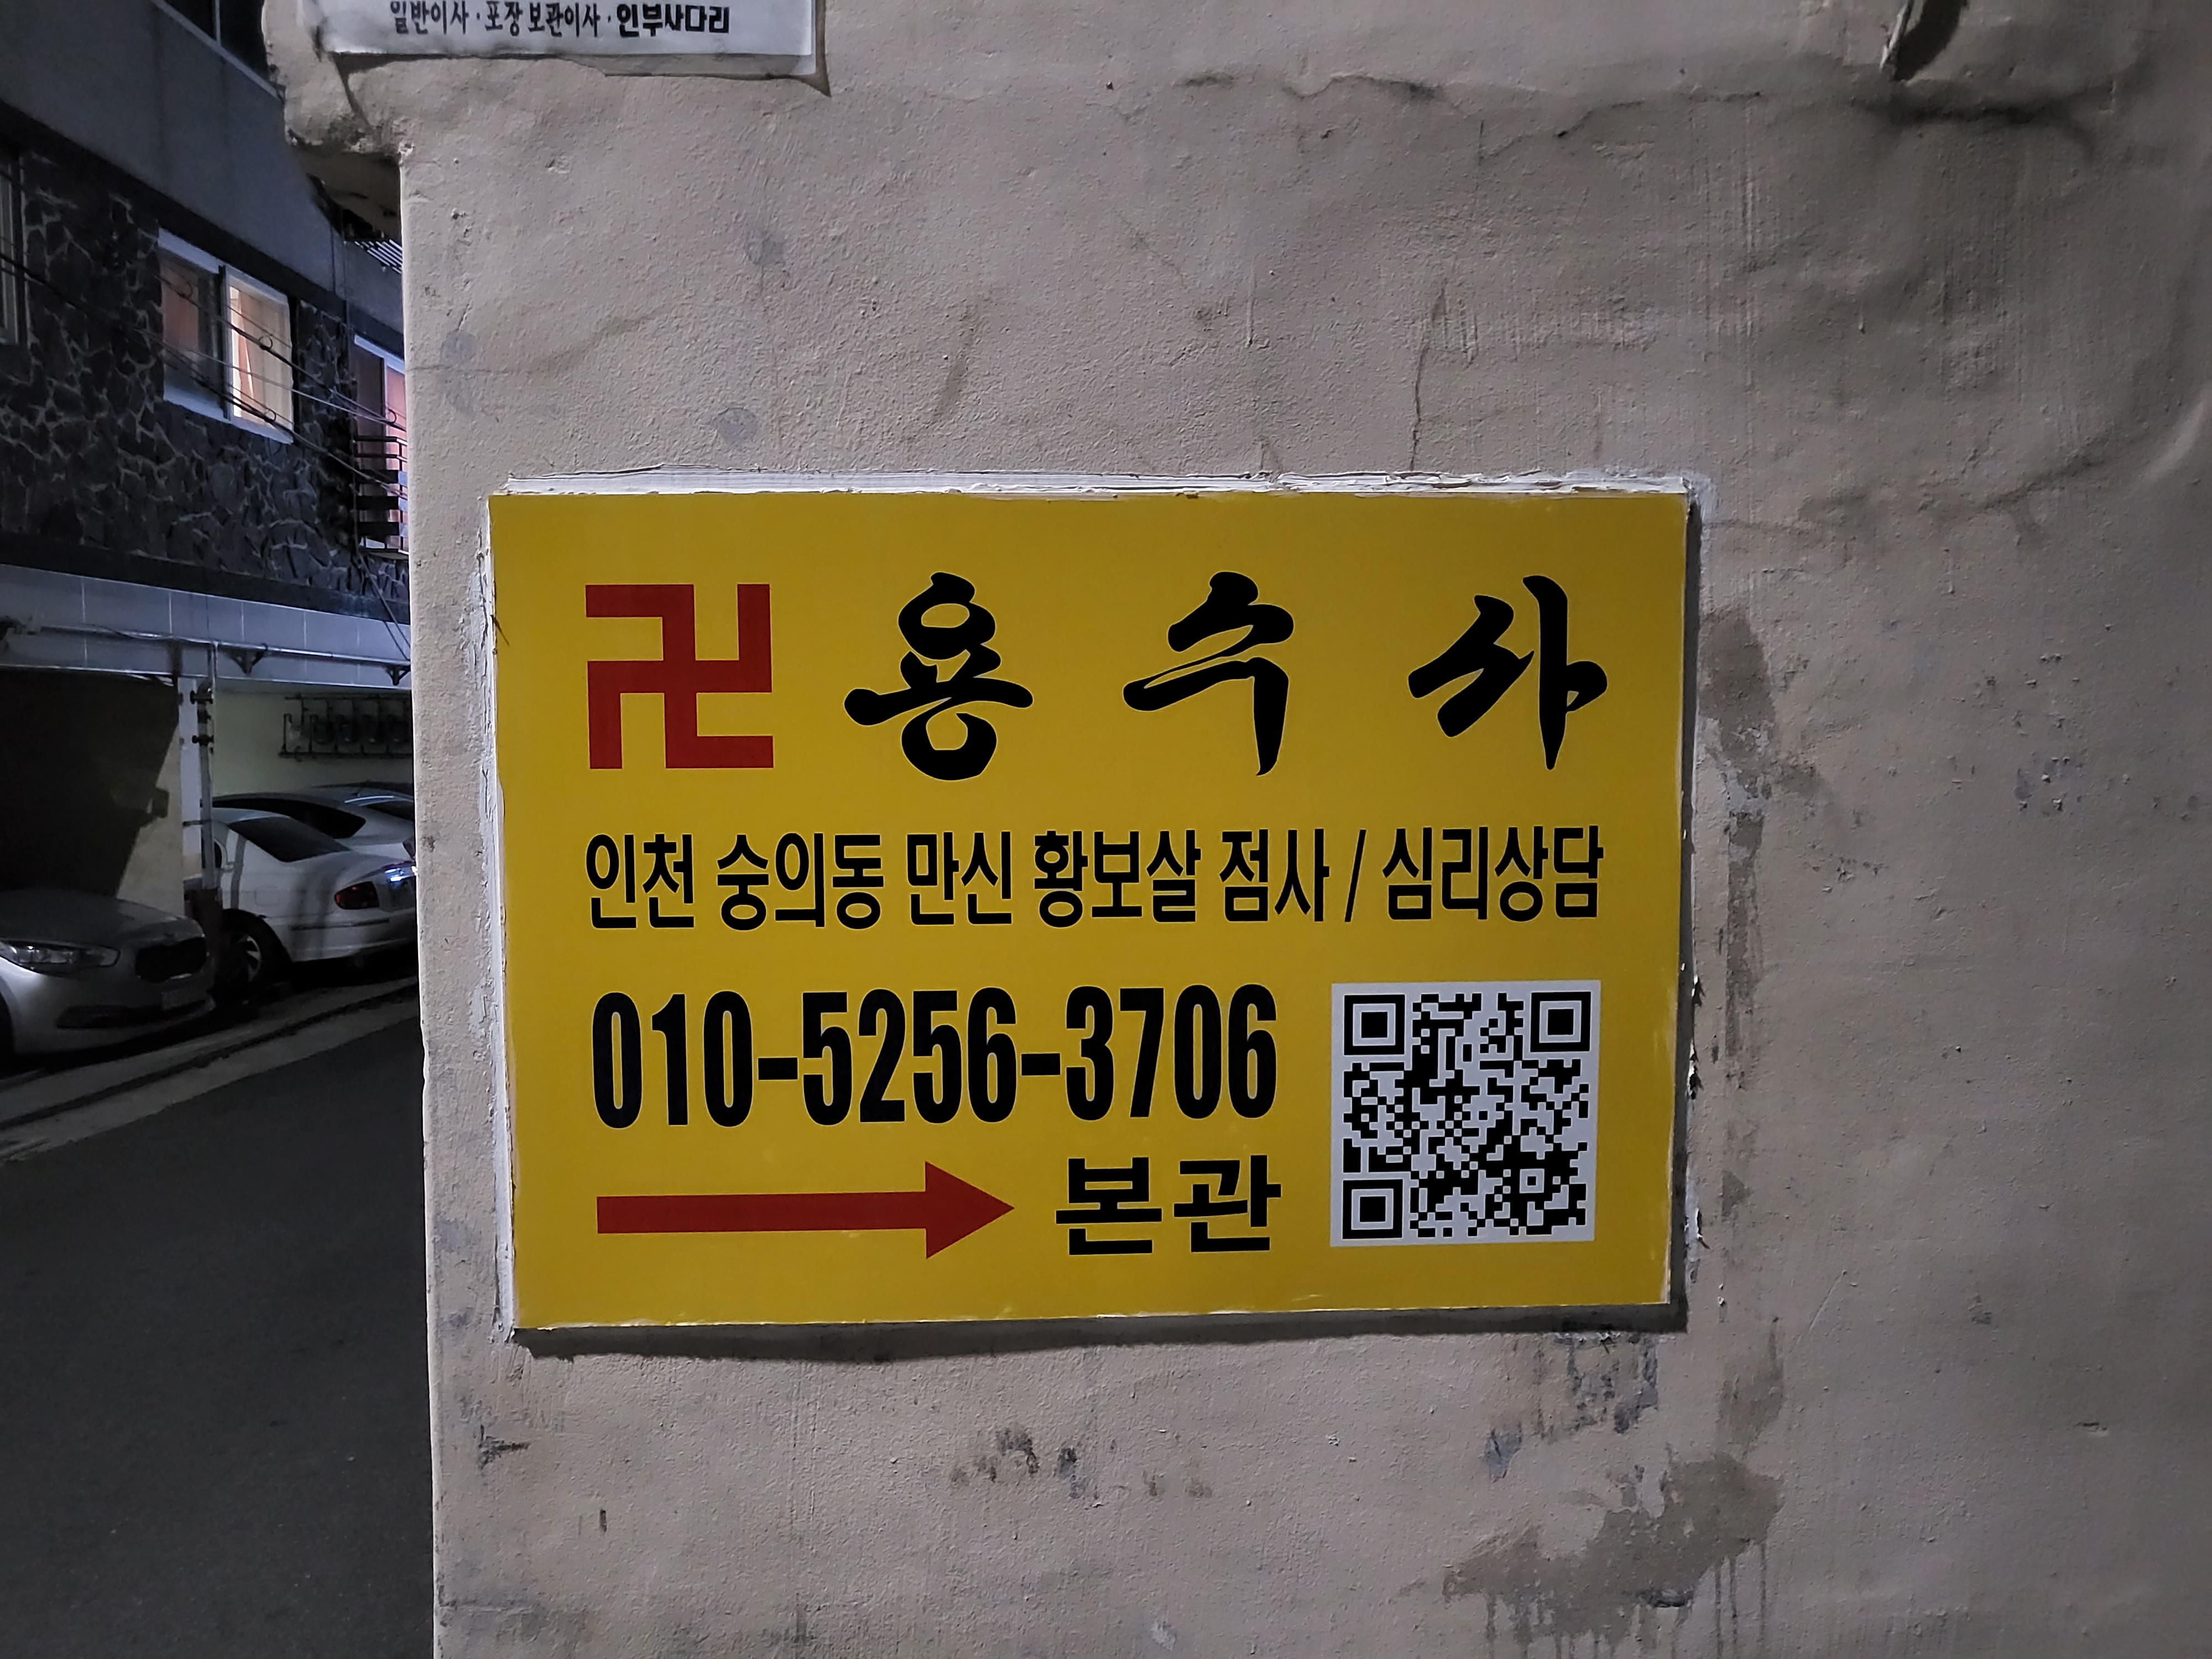 일반이사·포장보관이사·인부사다리
卍 용수사
인천 숭의동 만신 황보살 점사 / 심리상담
010-5256-3706
본관